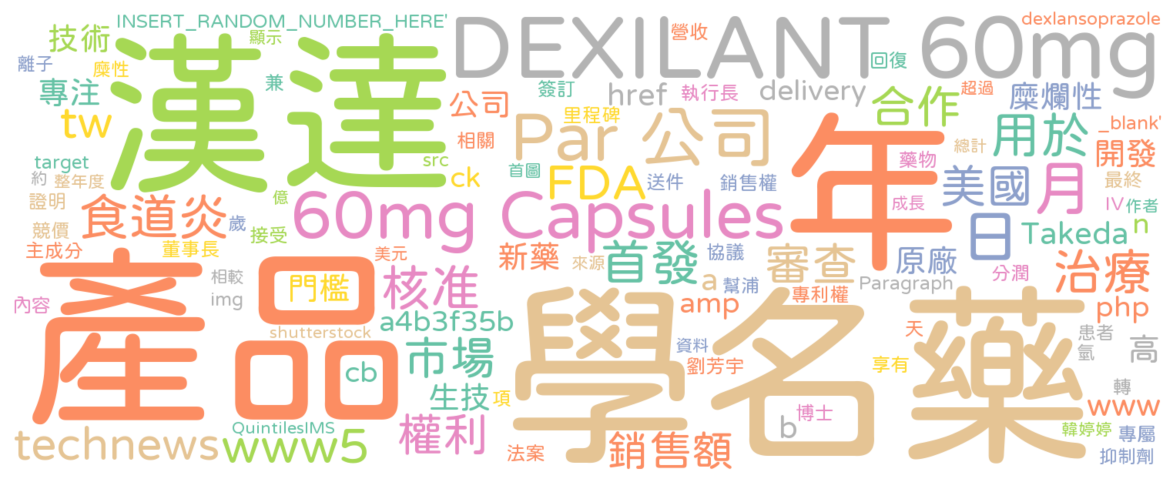 INSERT_RANDOM_NUMBER_HERE'
dexlansoprazole
技術
顯示
漢達
DEXILANT 60mg
營收
回復
離子
糜性
兼
專注
tw
公司
簽訂
href
執行長
delivery
超過
合作
糜爛性
里程碑
Par 公司
年
用於
_blank'
開發
相關
target
src
ck
首圖
FDA
送件
銷售權
藥物
總計
美國
月
最終
約
整年度
證明
億
60mg Capsules
成長
IV
作者
食道炎
歲
接受
競價
主成分
董事長
日
Takeda
n
新藥
首發
協議
審查
原廠
分潤
美元
來源
a
幫浦
治療
產品
門檻
核准
相較
內容
img
專利權
Paragraph
amp
php
a4b3f35b
shutterstock
學名藥
天
患者
氫
高
市場
資料
劉芳宇
享有
cb
生技
項
轉
博士
www
QuintilesIMS
權利
b
韓婷婷
專屬
technews
www5
法案
銷售額
抑制劑